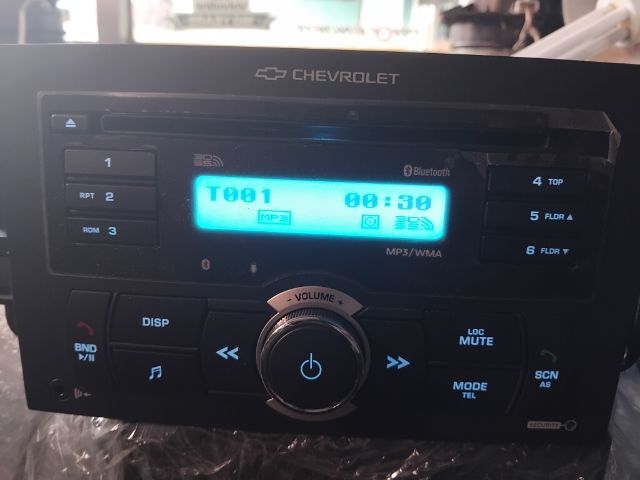 CHEVROLET
1
Bluetooth
RPT 2
RDM 3
T001 00:30
MP3
4 TOP
5 FLDR ▲
6 FLDR ▼
MP3/WMA
- VOLUME +
DISP
BND
▶/II
<<
>>
LOC
MUTE
MODE
TEL
SCN
AS
SECURITY